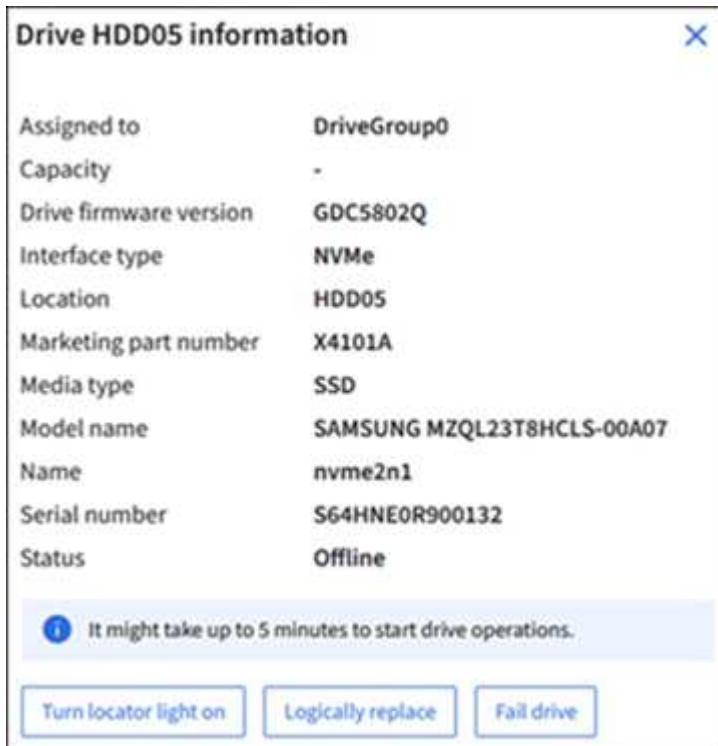 Drive HDD05 information
Assigned to DriveGroup0
Capacity -
Drive firmware version GDC5802Q
Interface type NVMe
Location HDD05
Marketing part number X4101A
Media type SSD
Model name SAMSUNG MZQL23T8HCLS-00A07
Name nvme2n1
Serial number S64HNE0R900132
Status Offline
It might take up to 5 minutes to start drive operations.
Turn locator light on Logically replace Fail drive